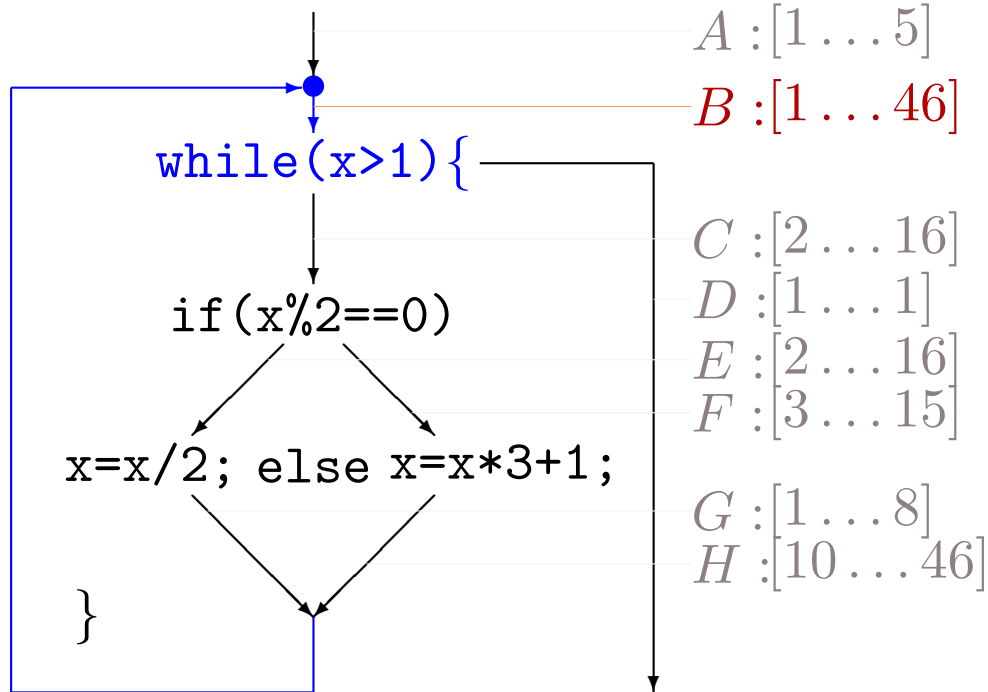 A :[1 . . . 5]
B :[1 . . . 46]
while(x>1){
C :[2 . . . 16]
D :[1 . . . 1]
if(x%2==0)
E :[2 . . . 16]
F :[3 . . . 15]
x=x/2; else x=x*3+1;
G :[1 . . . 8]
H :[10 . . . 46]
}